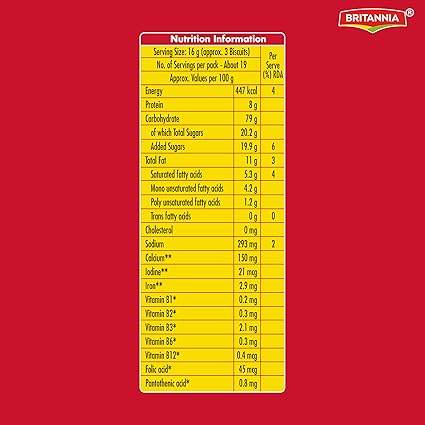 BRITANNIA®
Nutrition Information
Serving Size: 16 g (approx. 3 Biscuits)
No. of Servings per pack - About 19
Approx. Values per 100 g
Per Serve (%) RDA
Energy 447 kcal 4
Protein 8 g
Carbohydrate 79 g
of which Total Sugars 20.2 g
Added Sugars 19.9 g 6
Total Fat 11 g 3
Saturated fatty acids 5.3 g 4
Mono unsaturated fatty acids 4.2 g
Poly unsaturated fatty acids 1.2 g
Trans fatty acids 0 g 0
Cholesterol 0 mg
Sodium 293 mg 2
Calcium** 150 mg
Iodine** 21 mcg
Iron** 2.9 mg
Vitamin B1* 0.2 mg
Vitamin B2* 0.3 mg
Vitamin B3* 2.1 mg
Vitamin B6* 0.3 mg
Vitamin B12* 0.4 mcg
Folic acid* 45 mcg
Pantothenic acid* 0.8 mg